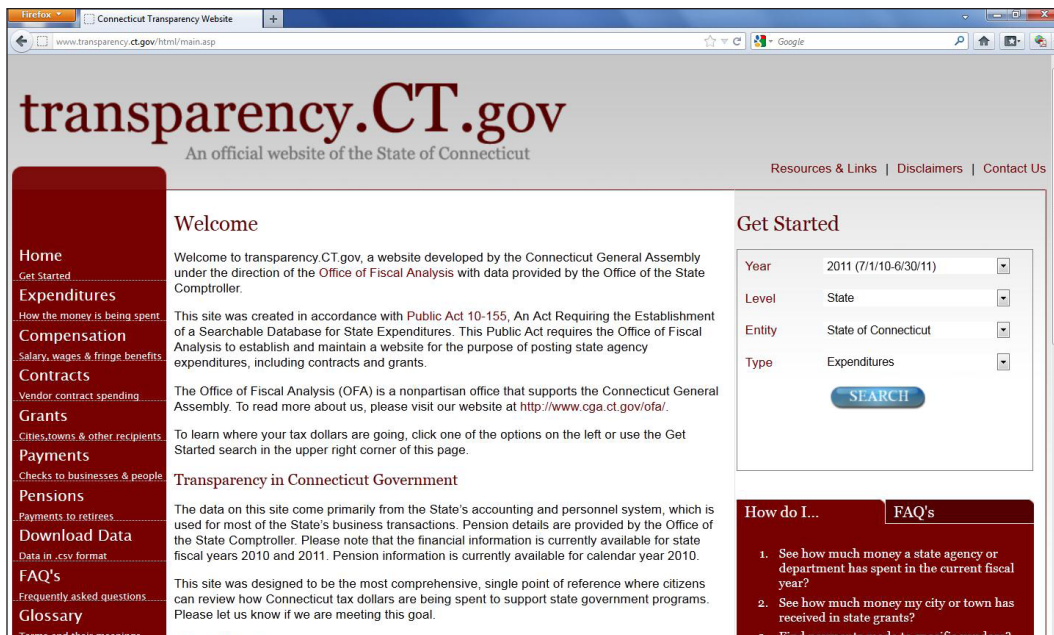 Firefox
Connecticut Transparency Website
+
www.transparency.ct.gov/html/main.asp
Google
transparency.CT.gov
An official website of the State of Connecticut
Resources & Links | Disclaimers | Contact Us
Home
Get Started
Expenditures
How the money is being spent
Compensation
Salary, wages & fringe benefits
Contracts
Vendor contract spending
Grants
Cities,towns & other recipients
Payments
Checks to businesses & people
Pensions
Payments to retirees
Download Data
Data in .csv format
FAQ's
Frequently asked questions
Glossary
Terms and their meanings
Welcome
Welcome to transparency.CT.gov, a website developed by the Connecticut General Assembly
under the direction of the Office of Fiscal Analysis with data provided by the Office of the State
Comptroller.
This site was created in accordance with Public Act 10-155, An Act Requiring the Establishment
of a Searchable Database for State Expenditures. This Public Act requires the Office of Fiscal
Analysis to establish and maintain a website for the purpose of posting state agency
expenditures, including contracts and grants.
The Office of Fiscal Analysis (OFA) is a nonpartisan office that supports the Connecticut General
Assembly. To read more about us, please visit our website at http://www.cga.ct.gov/ofa/.
To learn where your tax dollars are going, click one of the options on the left or use the Get
Started search in the upper right corner of this page.
Transparency in Connecticut Government
The data on this site come primarily from the State's accounting and personnel system, which is
used for most of the State's business transactions. Pension details are provided by the Office of
the State Comptroller. Please note that the financial information is currently available for state
fiscal years 2010 and 2011. Pension information is currently available for calendar year 2010.
This site was designed to be the most comprehensive, single point of reference where citizens
can review how Connecticut tax dollars are being spent to support state government programs.
Please let us know if we are meeting this goal.
Get Started
Year 2011 (7/1/10-6/30/11)
Level State
Entity State of Connecticut
Type Expenditures
SEARCH
How do I... FAQ's
1. See how much money a state agency or
department has spent in the current fiscal
year?
2. See how much money my city or town has
received in state grants?